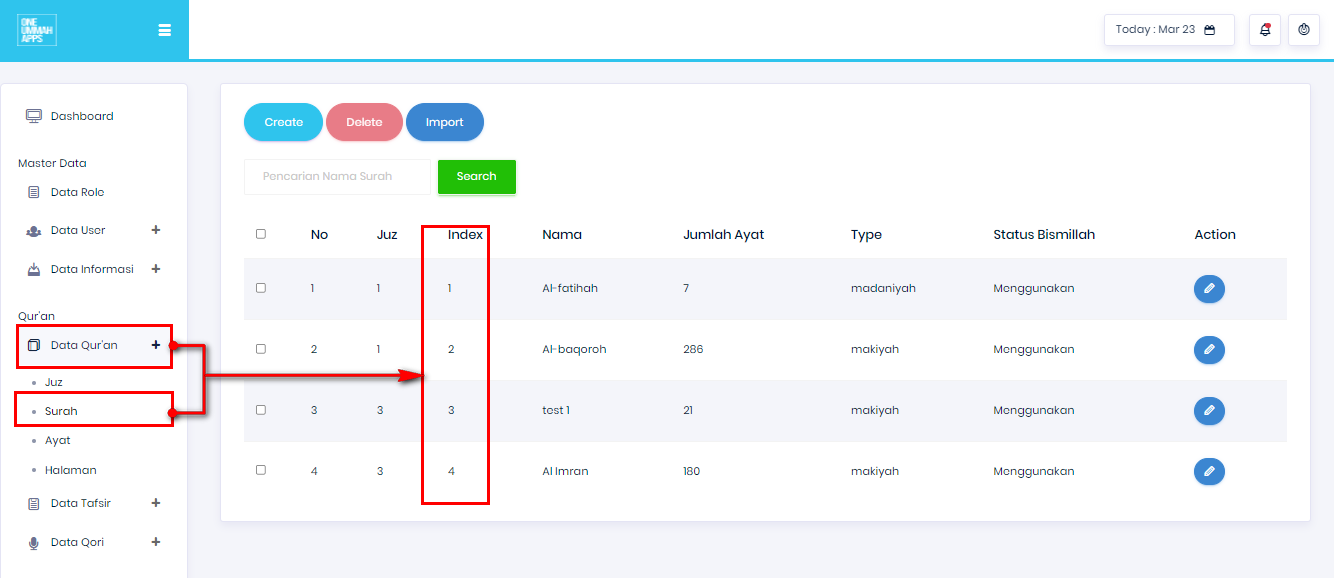 ONE
UMMAH
APPS
Today : Mar 23
Dashboard
Master Data
Data Role
Data User +
Data Informasi +
Qur'an
Data Qur'an +
Juz
Surah
Ayat
Halaman
Data Tafsir +
Data Qori +
Create Delete Import
Pencarian Nama Surah Search
No Juz Index Nama Jumlah Ayat Type Status Bismillah Action
1 1 1 Al-fatihah 7 madaniyah Menggunakan
2 1 2 Al-baqoroh 286 makiyah Menggunakan
3 3 3 test 1 21 makiyah Menggunakan
4 3 4 Al Imran 180 makiyah Menggunakan